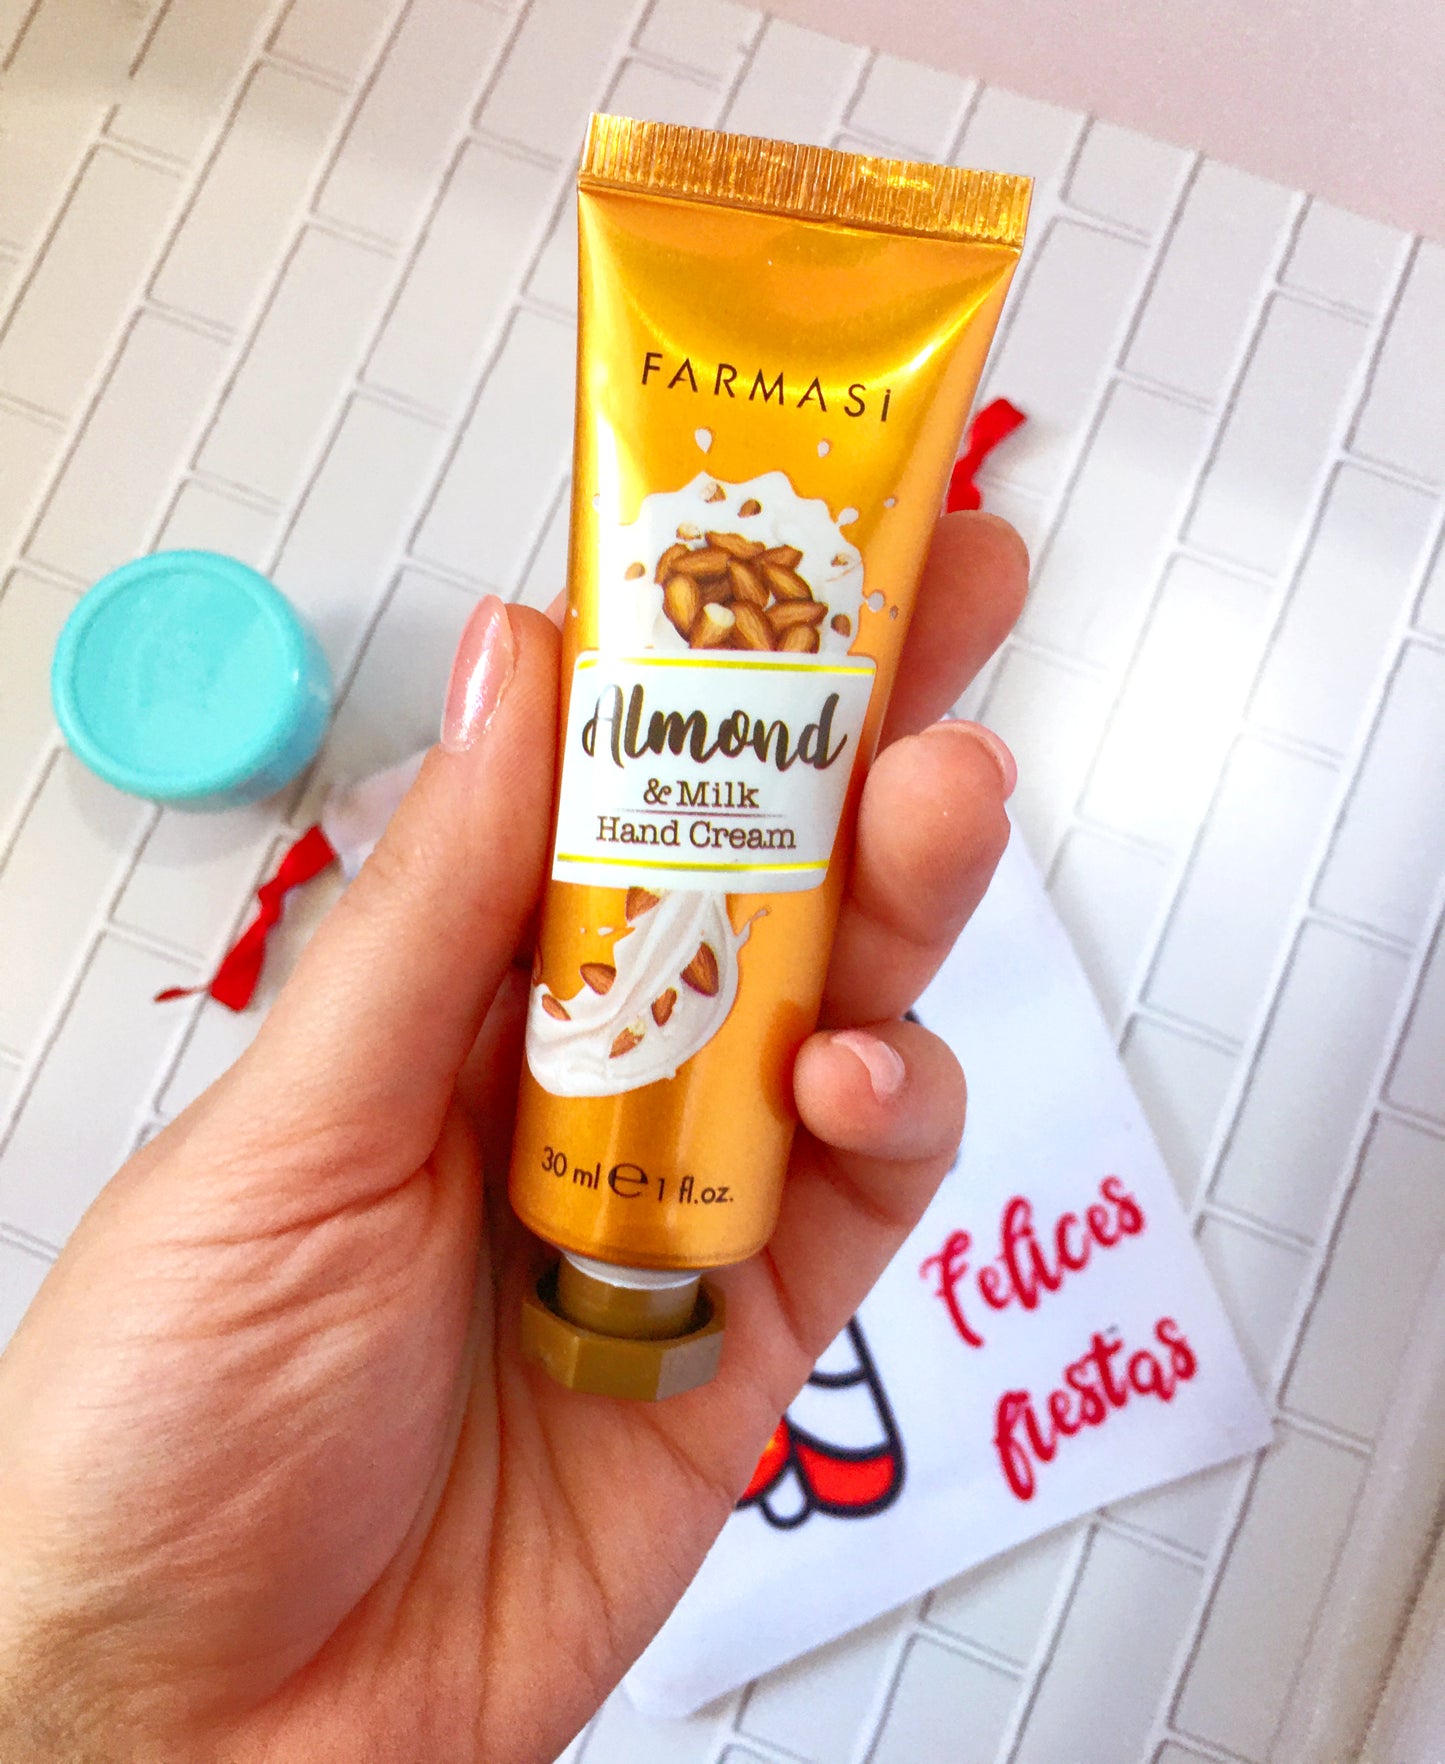 FARMASi
Almond
& Milk
Hand Cream
30 ml ℮ 1 fl.oz.
Felices
fiestas